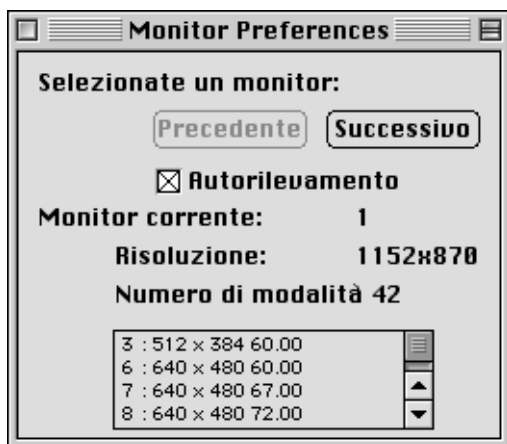 Monitor Preferences
Selezionate un monitor:
Precedente Successivo
Autorilevamento
Monitor corrente: 1
Risoluzione: 1152x870
Numero di modalità 42
3 : 512 x 384 60.00
6 : 640 x 480 60.00
7 : 640 x 480 67.00
8 : 640 x 480 72.00